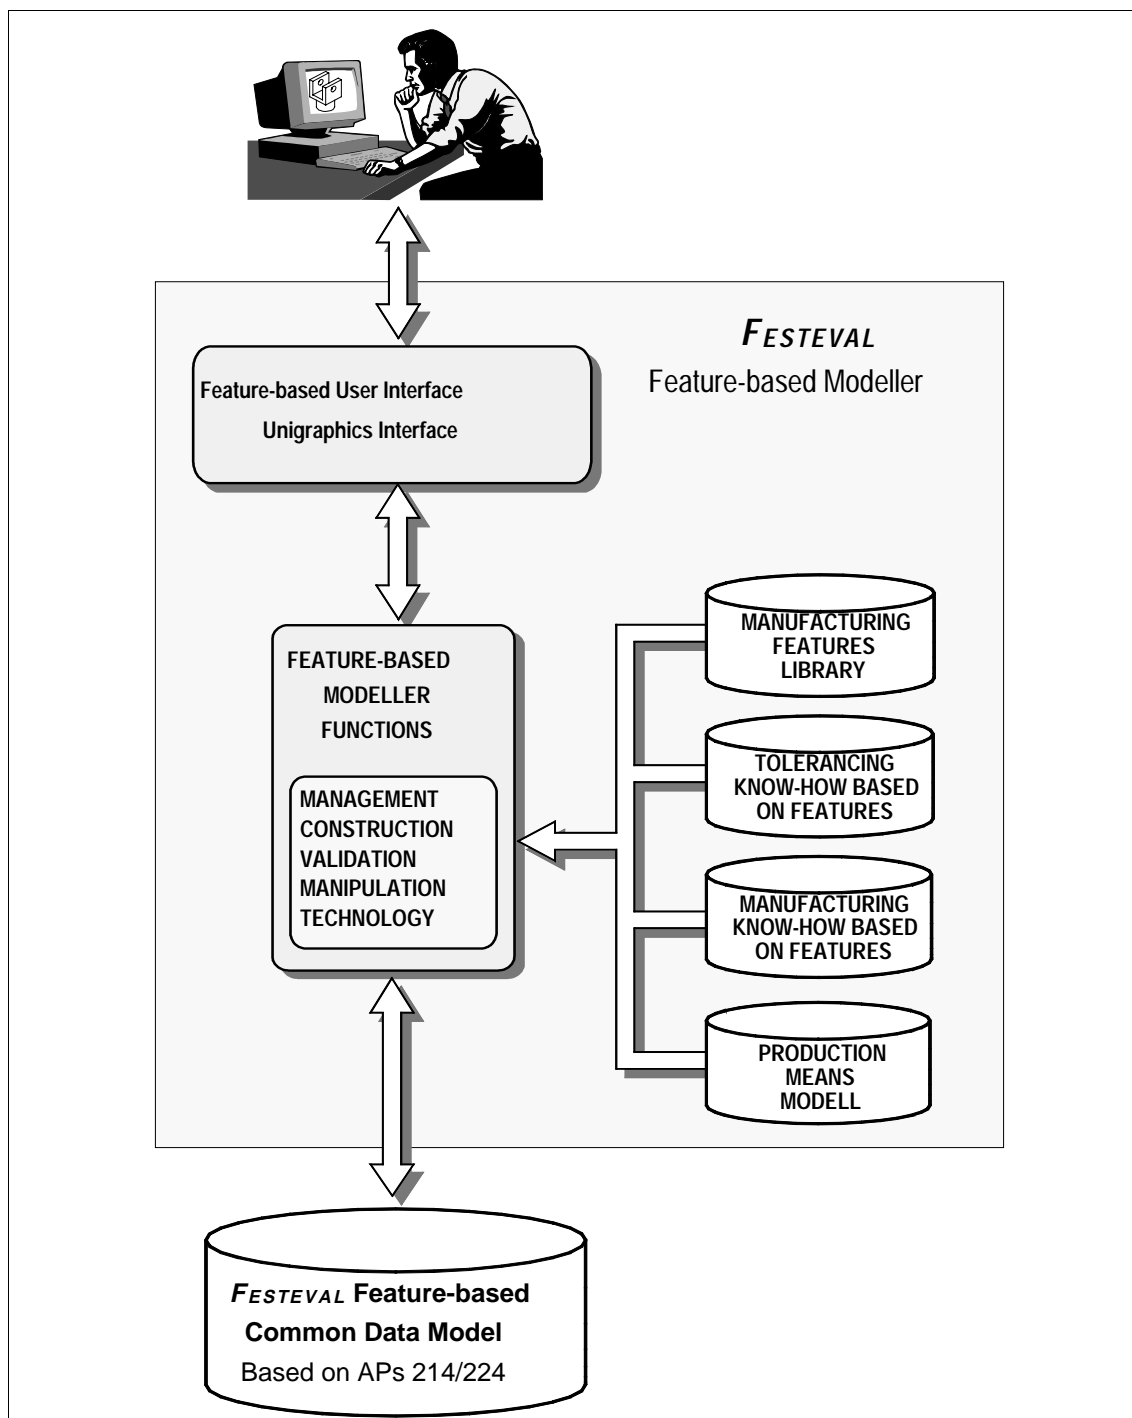 FESTEVAL
Feature-based Modeller
Feature-based User Interface
Unigraphics Interface
FEATURE-BASED
MODELLER
FUNCTIONS
MANAGEMENT
CONSTRUCTION
VALIDATION
MANIPULATION
TECHNOLOGY
MANUFACTURING
FEATURES
LIBRARY
TOLERANCING
KNOW-HOW BASED
ON FEATURES
MANUFACTURING
KNOW-HOW BASED
ON FEATURES
PRODUCTION
MEANS
MODELL
FESTEVAL Feature-based
Common Data Model
Based on APs 214/224